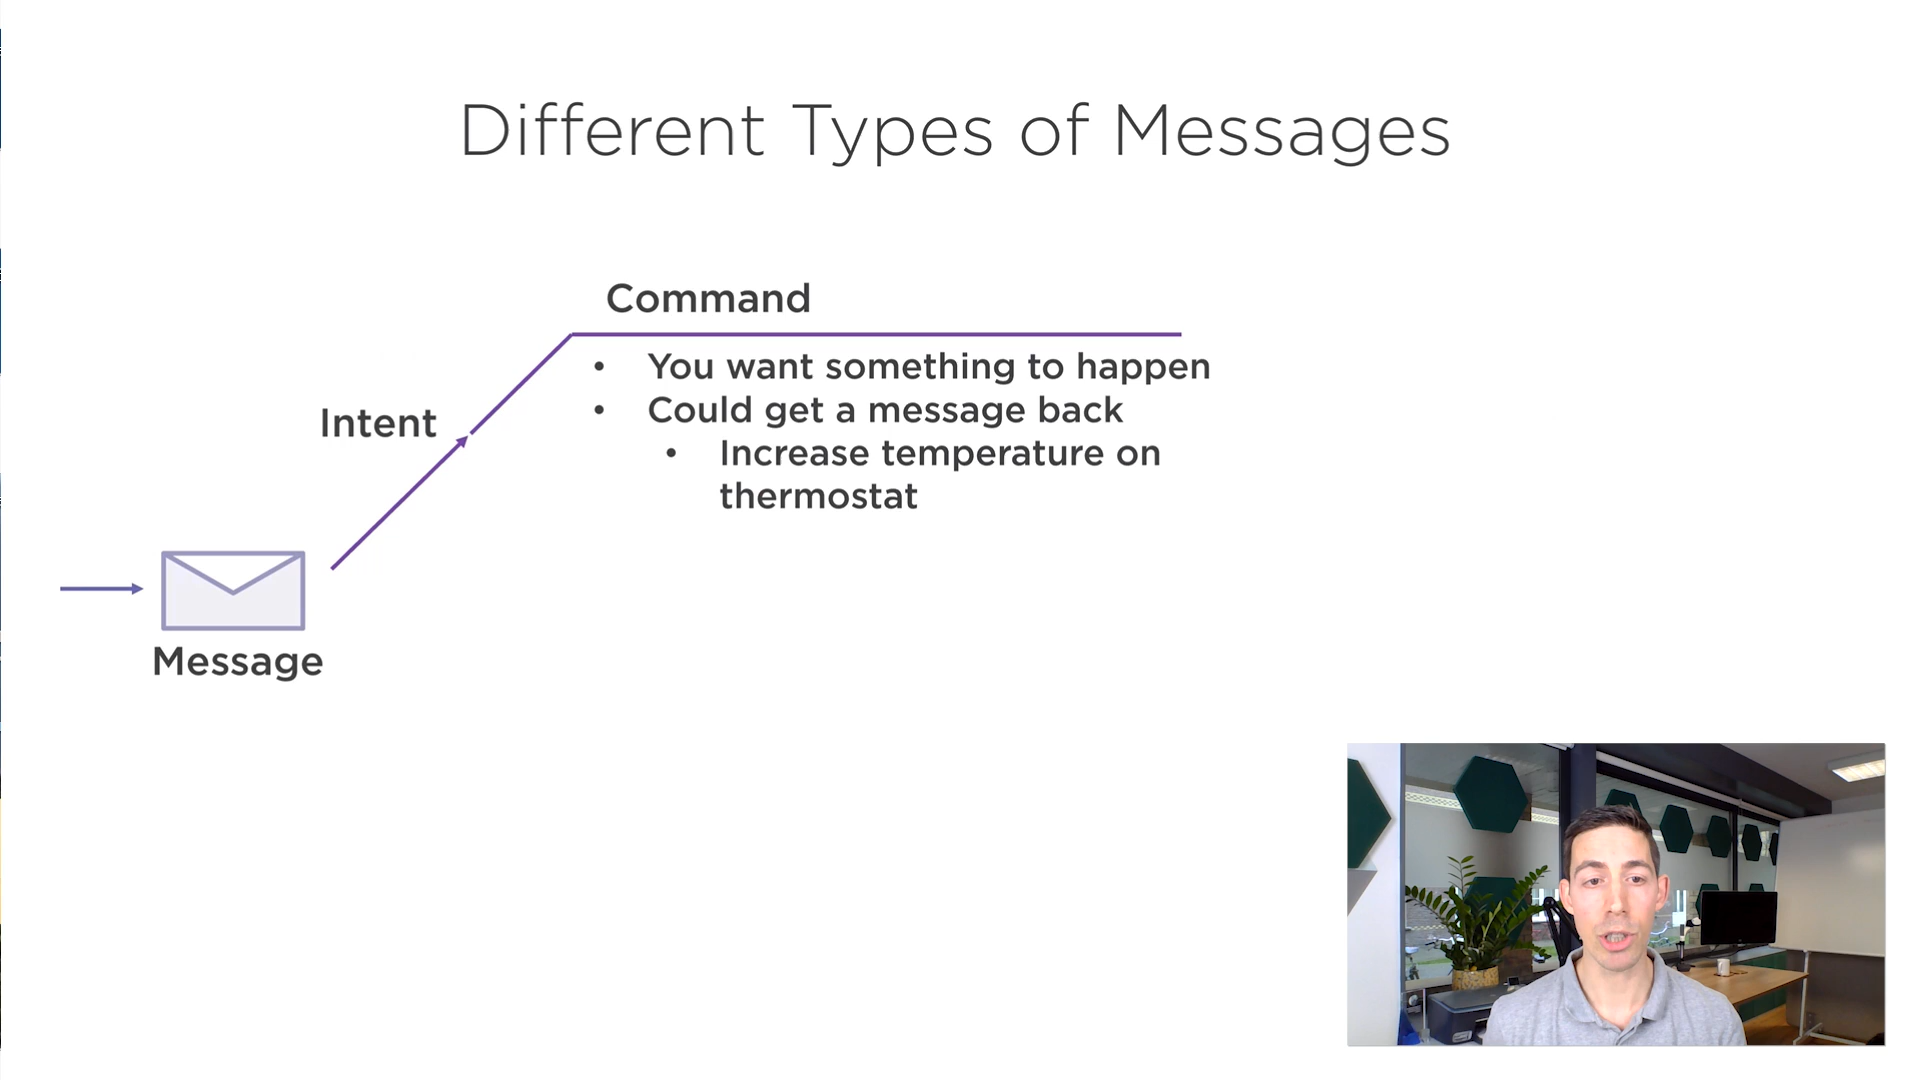 Different Types of Messages
Command
• You want something to happen
• Could get a message back
• Increase temperature on
thermostat
Intent
Message